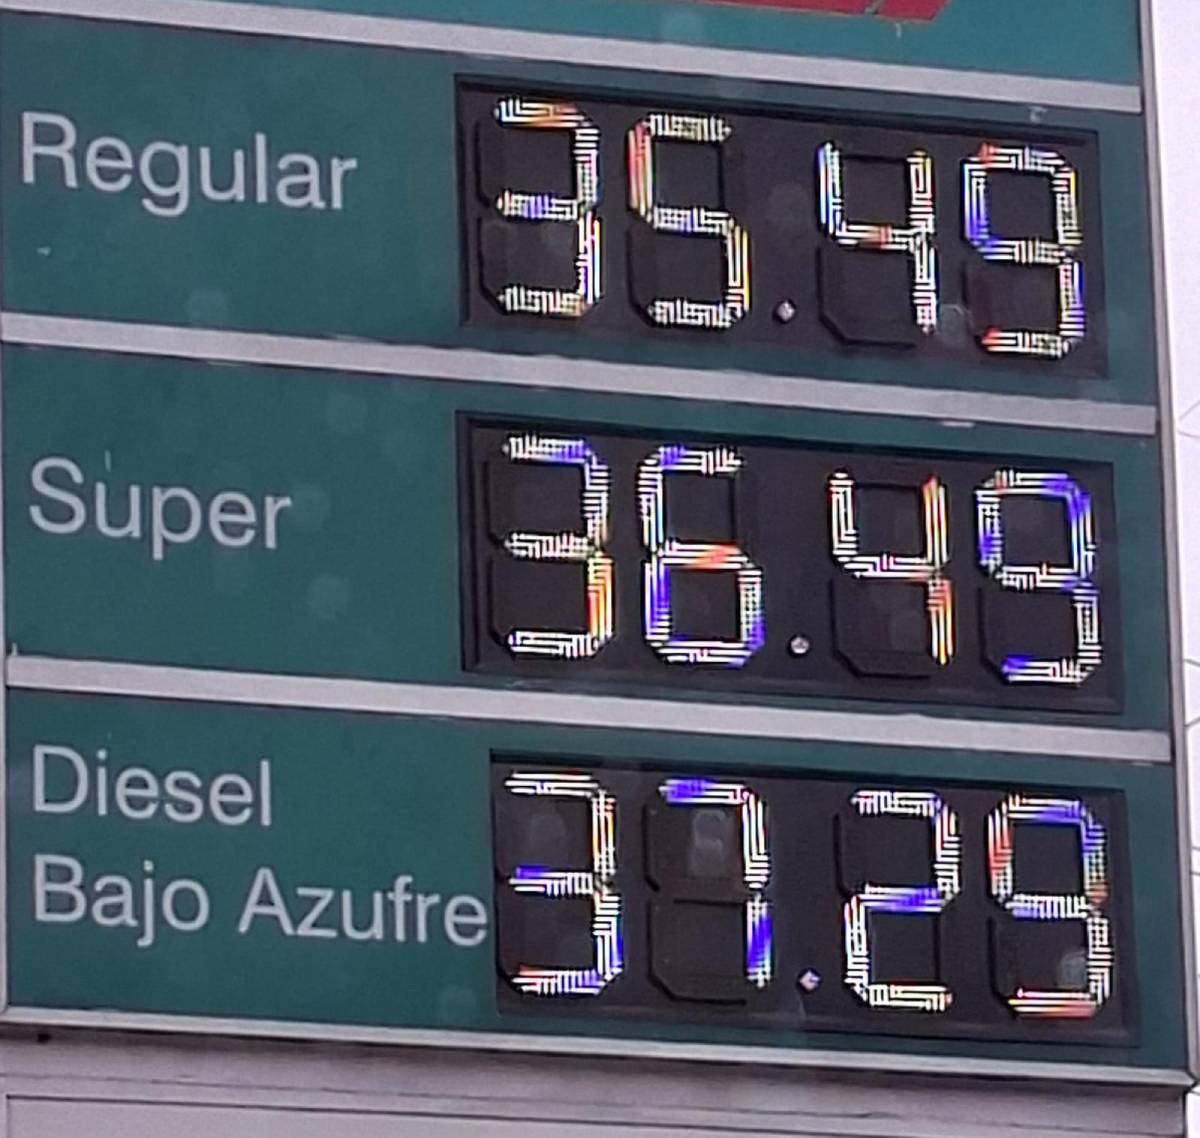 Regular 35.49
Super 36.49
Diesel
Bajo Azufre 37.29